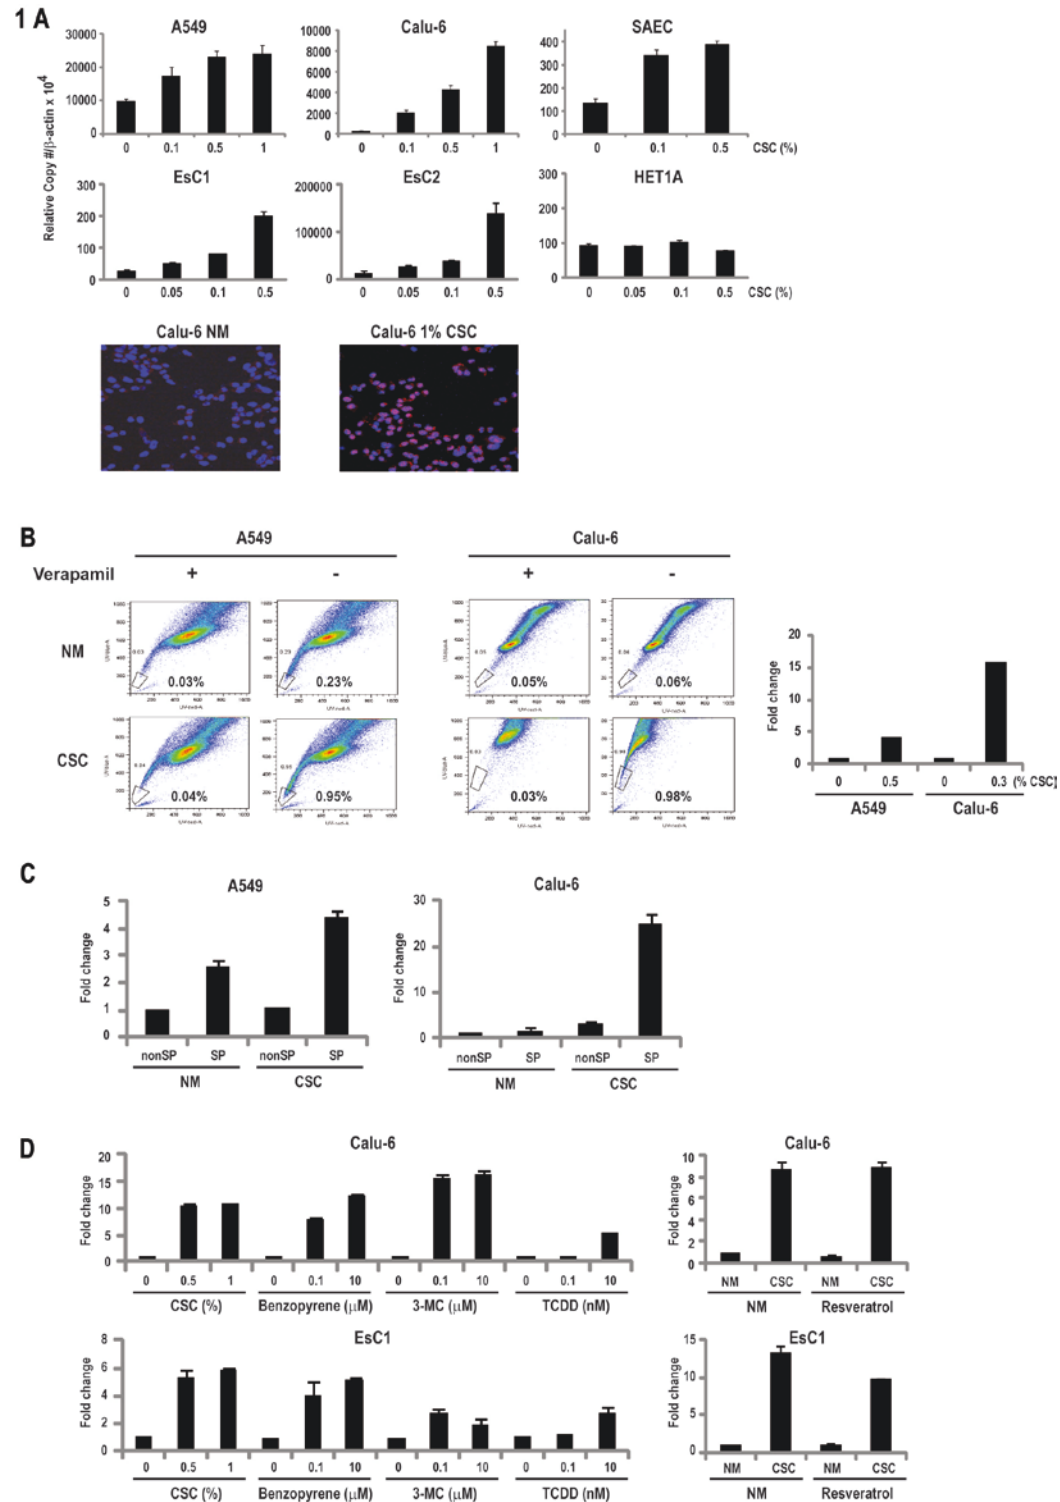 1 A
A549
Calu-6
SAEC
Relative Copy #/β-actin x 10⁴
30000
20000
10000
0
0 0.1 0.5 1
10000
8000
6000
4000
2000
0
0 0.1 0.5 1
400
300
200
100
0
0 0.1 0.5 CSC (%)
EsC1
EsC2
HET1A
300
200
100
0
0 0.05 0.1 0.5
200000
100000
0
0 0.05 0.1 0.5
300
200
100
0
0 0.05 0.1 0.5 CSC (%)
Calu-6 NM
Calu-6 1% CSC
B
A549
Calu-6
Verapamil + - + -
NM
0.03%
0.23%
0.05%
0.06%
CSC
0.04%
0.95%
0.03%
0.98%
Fold change
20
15
10
5
0
0 0.5 0 0.3 (% CSC)
A549 Calu-6
C
A549
Fold change
5
4
3
2
1
0
nonSP SP nonSP SP
NM CSC
Calu-6
Fold change
30
20
10
0
nonSP SP nonSP SP
NM CSC
D
Calu-6
Fold change
20
15
10
5
0
0 0.5 1 0 0.1 10 0 0.1 10 0 0.1 10
CSC (%) Benzopyrene (μM) 3-MC (μM) TCDD (nM)
Calu-6
Fold change
10
8
6
4
2
0
NM CSC NM CSC
NM Resveratrol
EsC1
Fold change
8
6
4
2
0
0 0.5 1 0 0.1 10 0 0.1 10 0 0.1 10
CSC (%) Benzopyrene (μM) 3-MC (μM) TCDD (nM)
EsC1
Fold change
15
10
5
0
NM CSC NM CSC
NM Resveratrol